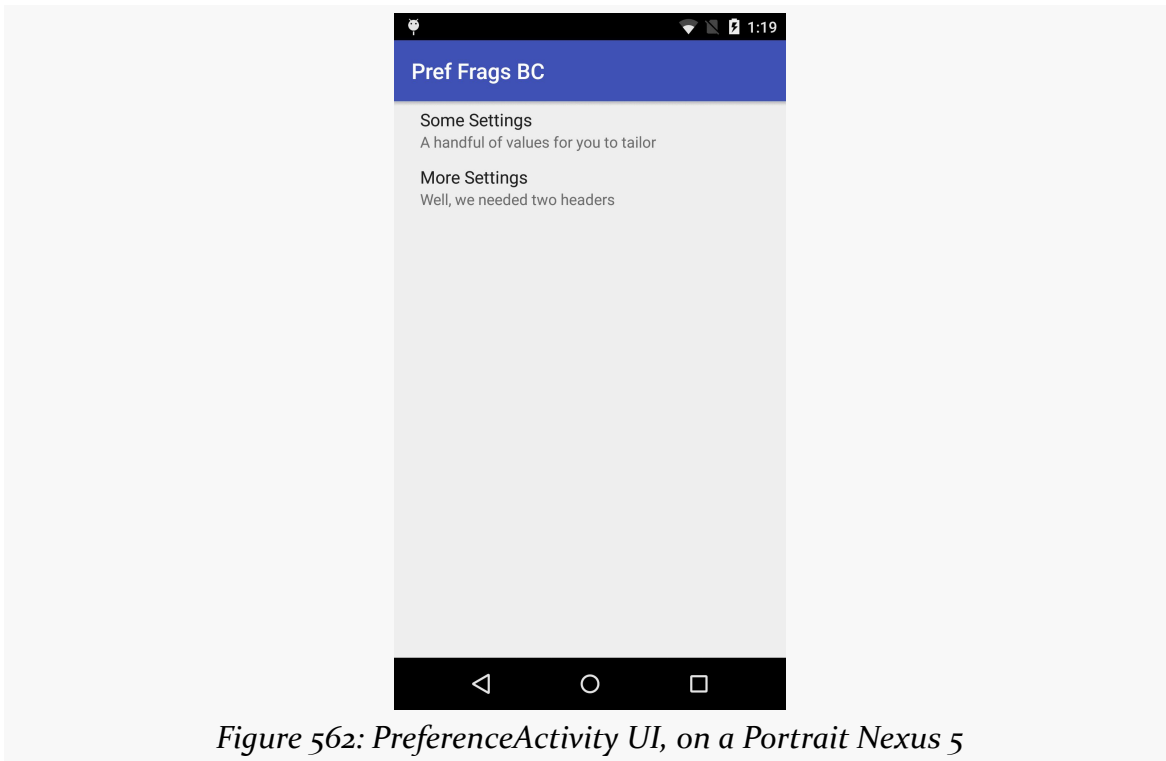 1:19
Pref Frags BC
Some Settings
A handful of values for you to tailor
More Settings
Well, we needed two headers
Figure 562: PreferenceActivity UI, on a Portrait Nexus 5